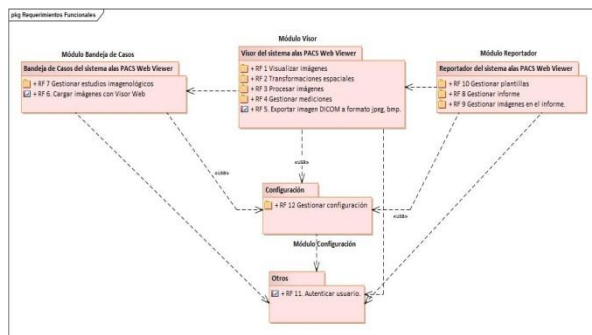 pkg Requerimientos Funcionales
Módulo Visor
Módulo Bandeja de Casos
Módulo Reportador
Visor del sistema alas PACS Web Viewer
+ RF 1 Visualizar imágenes
+ RF 2 Transformaciones espaciales
+ RF 3 Procesar imágenes
+ RF 4 Gestionar mediciones
+ RF 5. Exportar imagen DICOM a formato jpeg, bmp.
Bandeja de Casos del sistema alas PACS Web Viewer
+ RF 7 Gestionar estudios imagenológicos
+ RF 6. Cargar imágenes con Visor Web
Reportador del sistema alas PACS Web Viewer
+ RF 10 Gestionar plantillas
+ RF 8 Gestionar informe
+ RF 9 Gestionar imágenes en el informe.
«use»
«use»
«use»
Configuración
+ RF 12 Gestionar configuración
Módulo Configuración
Otros
+ RF 11. Autenticar usuario.